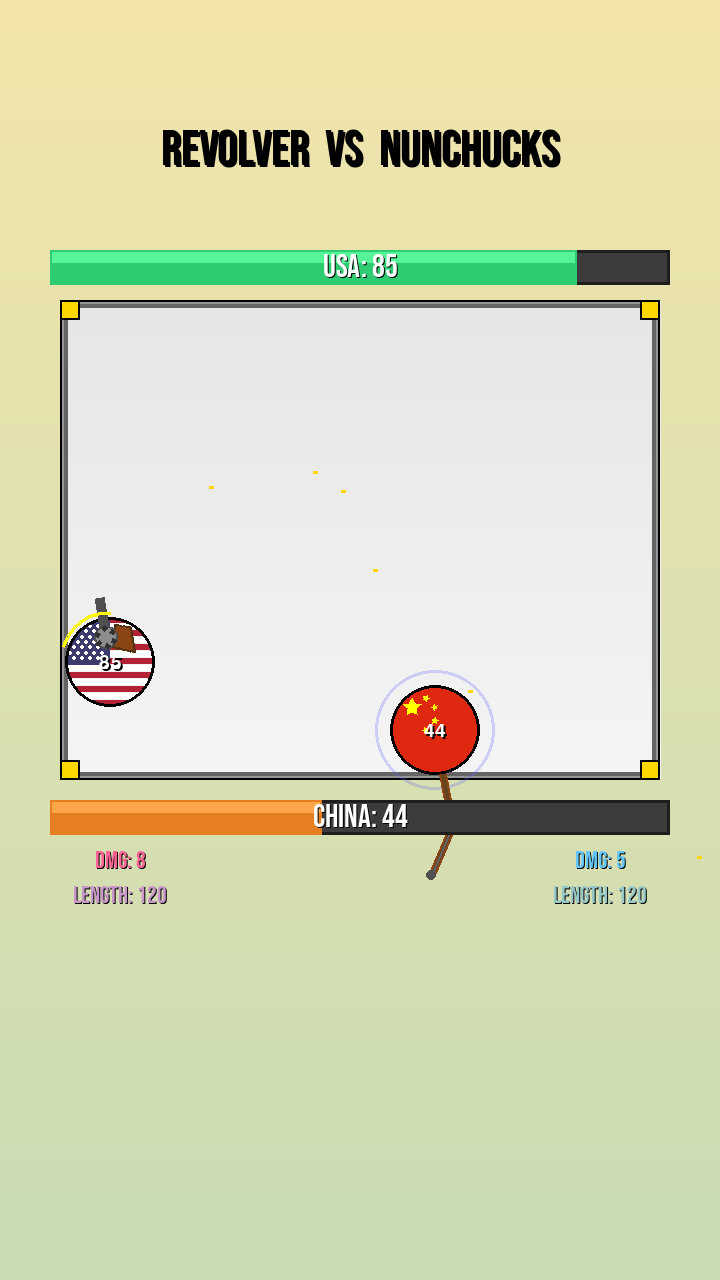 REVOLVER VS NUNCHUCKS
USA: 85
85
44
CHINA: 44
DMG: 8
DMG: 5
LENGTH: 120
LENGTH: 120